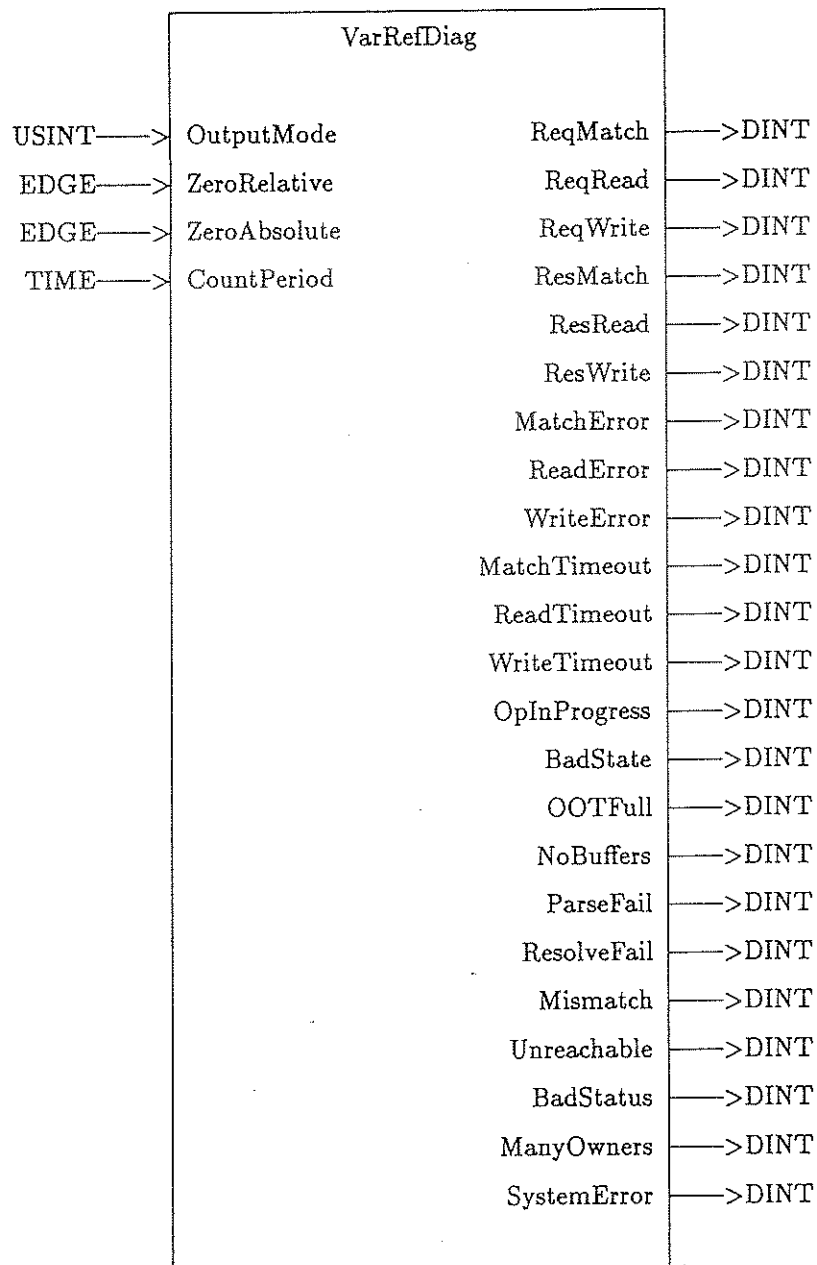 VarRefDiag
USINT—> OutputMode ReqMatch —>DINT
EDGE—> ZeroRelative ReqRead —>DINT
EDGE—> ZeroAbsolute ReqWrite —>DINT
TIME—> CountPeriod ResMatch —>DINT
ResRead —>DINT
ResWrite —>DINT
MatchError —>DINT
ReadError —>DINT
WriteError —>DINT
MatchTimeout —>DINT
ReadTimeout —>DINT
WriteTimeout —>DINT
OpInProgress —>DINT
BadState —>DINT
OOTFull —>DINT
NoBuffers —>DINT
ParseFail —>DINT
ResolveFail —>DINT
Mismatch —>DINT
Unreachable —>DINT
BadStatus —>DINT
ManyOwners —>DINT
SystemError —>DINT